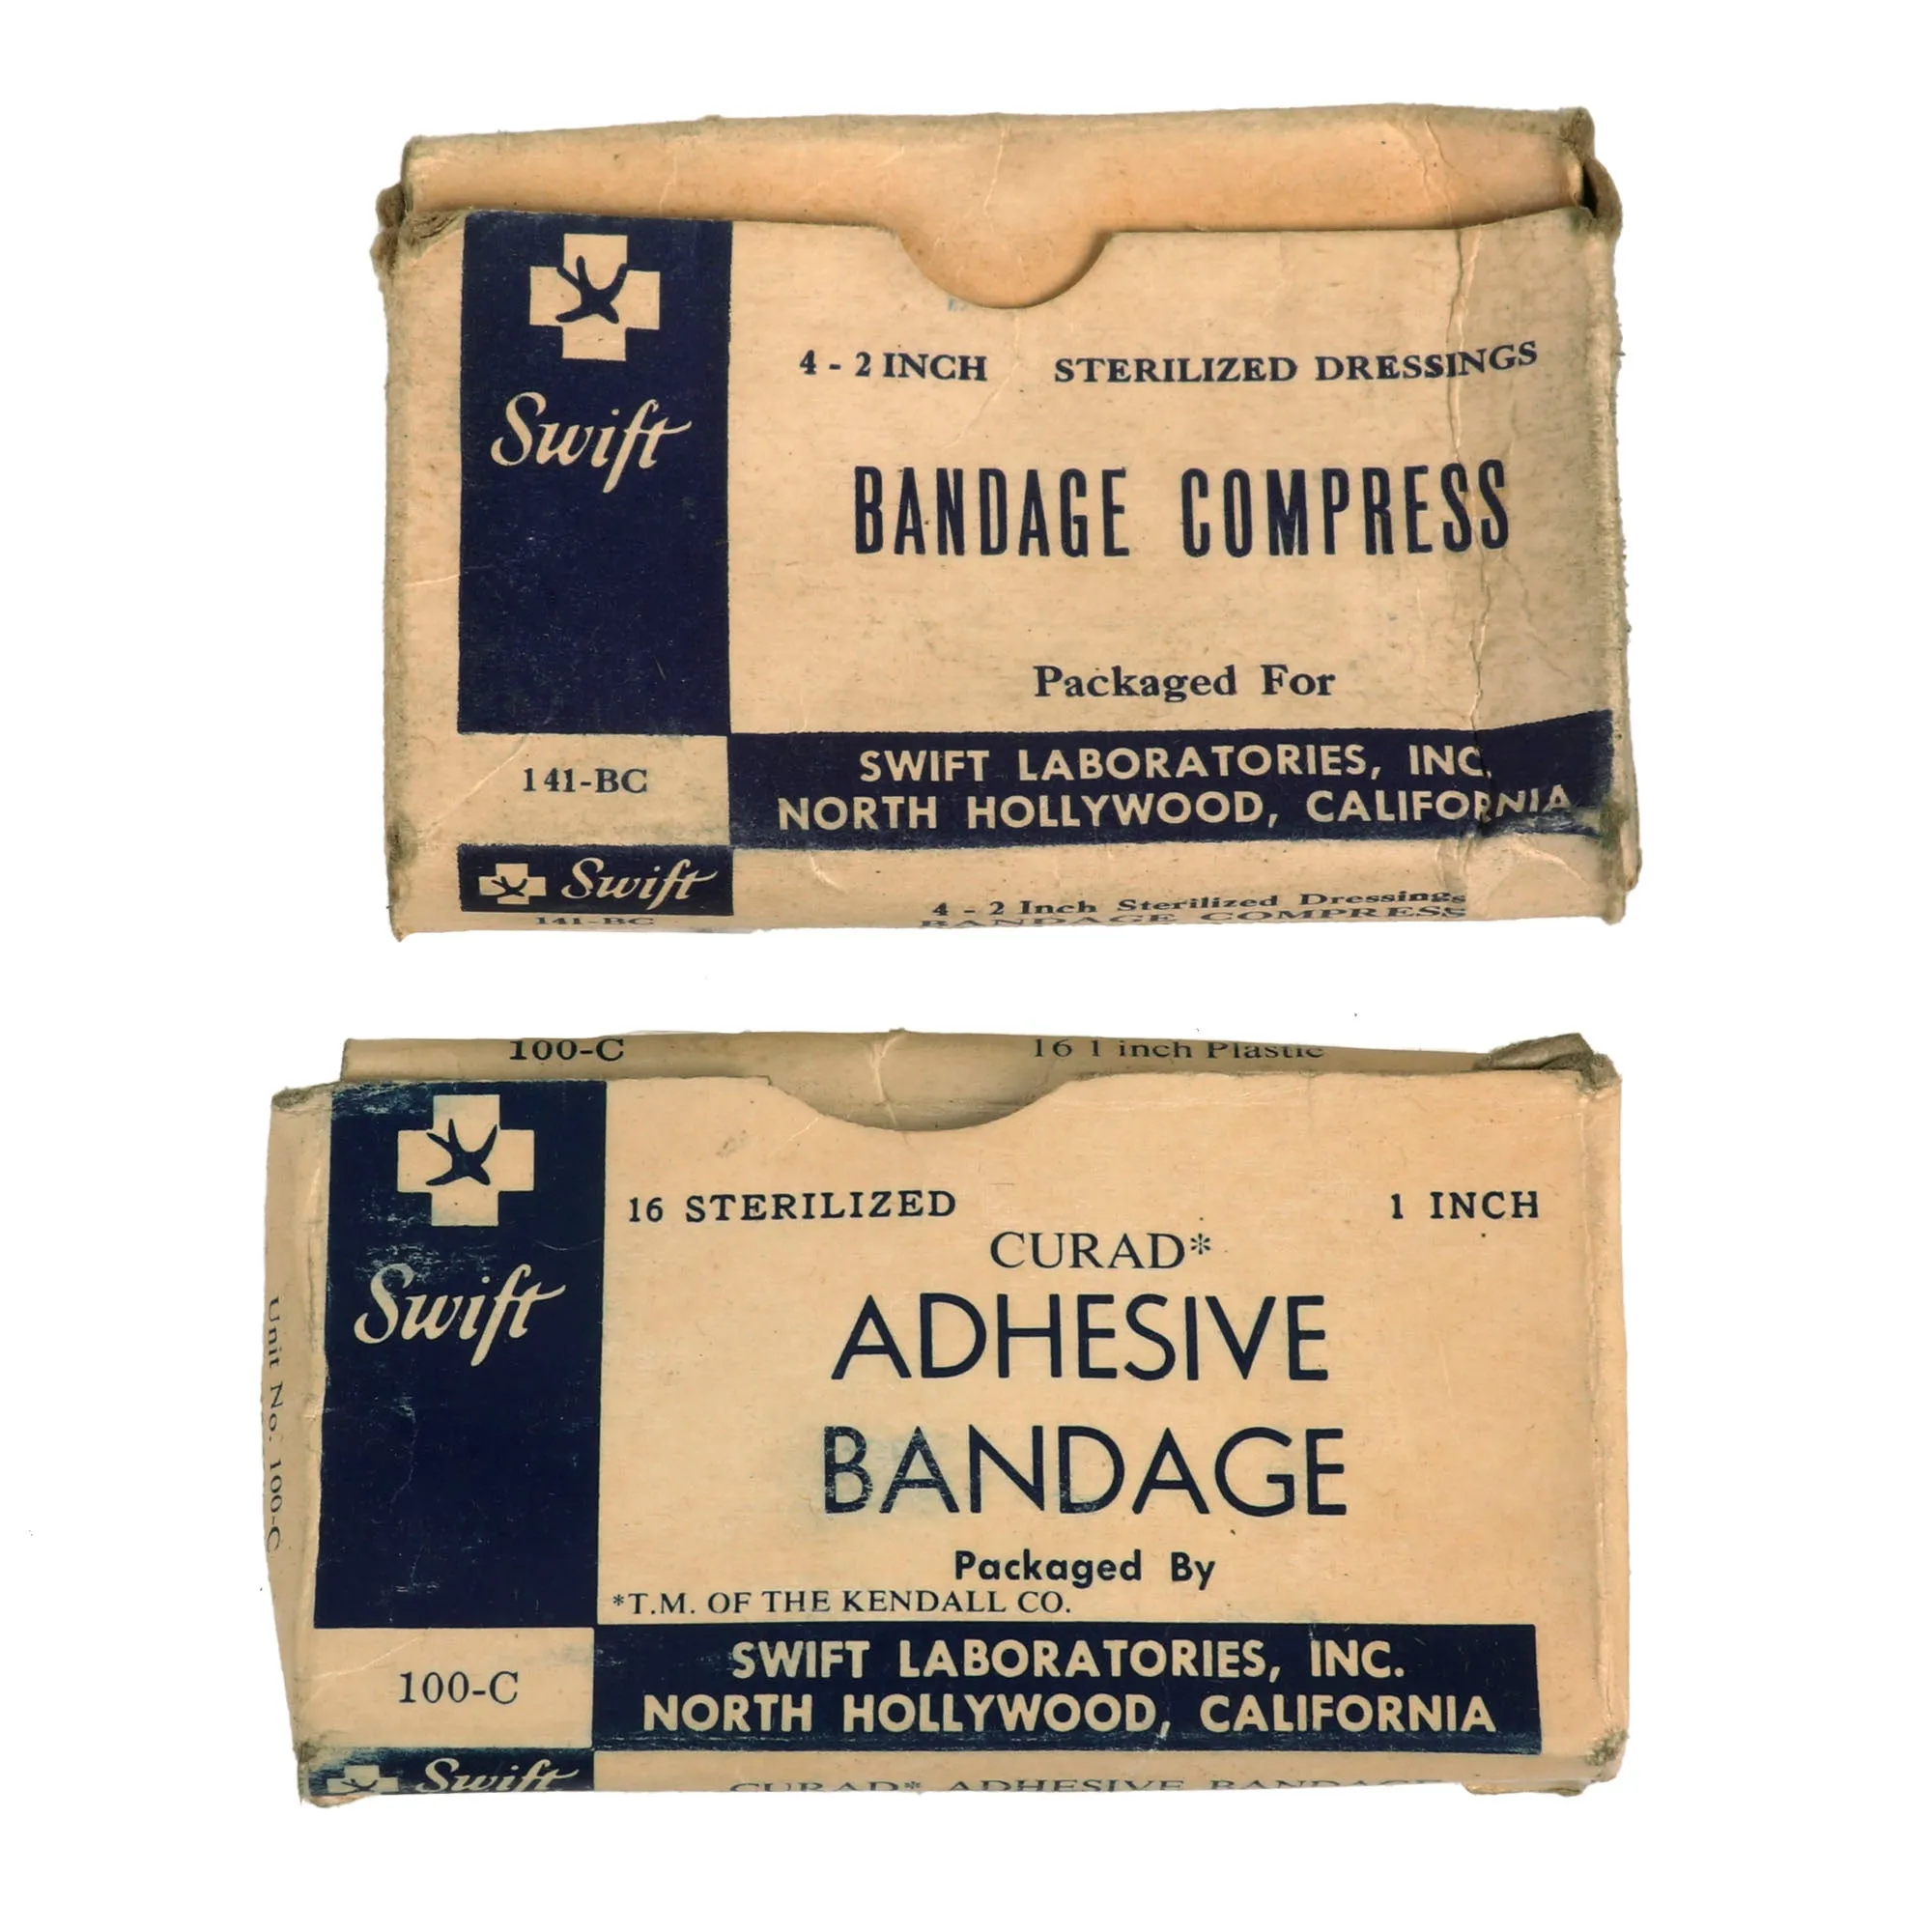 4 - 2 INCH STERILIZED DRESSINGS
Swift
BANDAGE COMPRESS
Packaged For
141-BC
SWIFT LABORATORIES, INC.
NORTH HOLLYWOOD, CALIFORNIA
Swift
4 - 2 Inch Sterilized Dressings
141-BC
BANDAGE COMPRESS
100-C
16 1 inch Plastic
16 STERILIZED
1 INCH
CURAD*
Swift
ADHESIVE
BANDAGE
Unit No. 100-C
Packaged By
*T.M. OF THE KENDALL CO.
100-C
SWIFT LABORATORIES, INC.
NORTH HOLLYWOOD, CALIFORNIA
Swift
CURAD* ADHESIVE BANDAGE